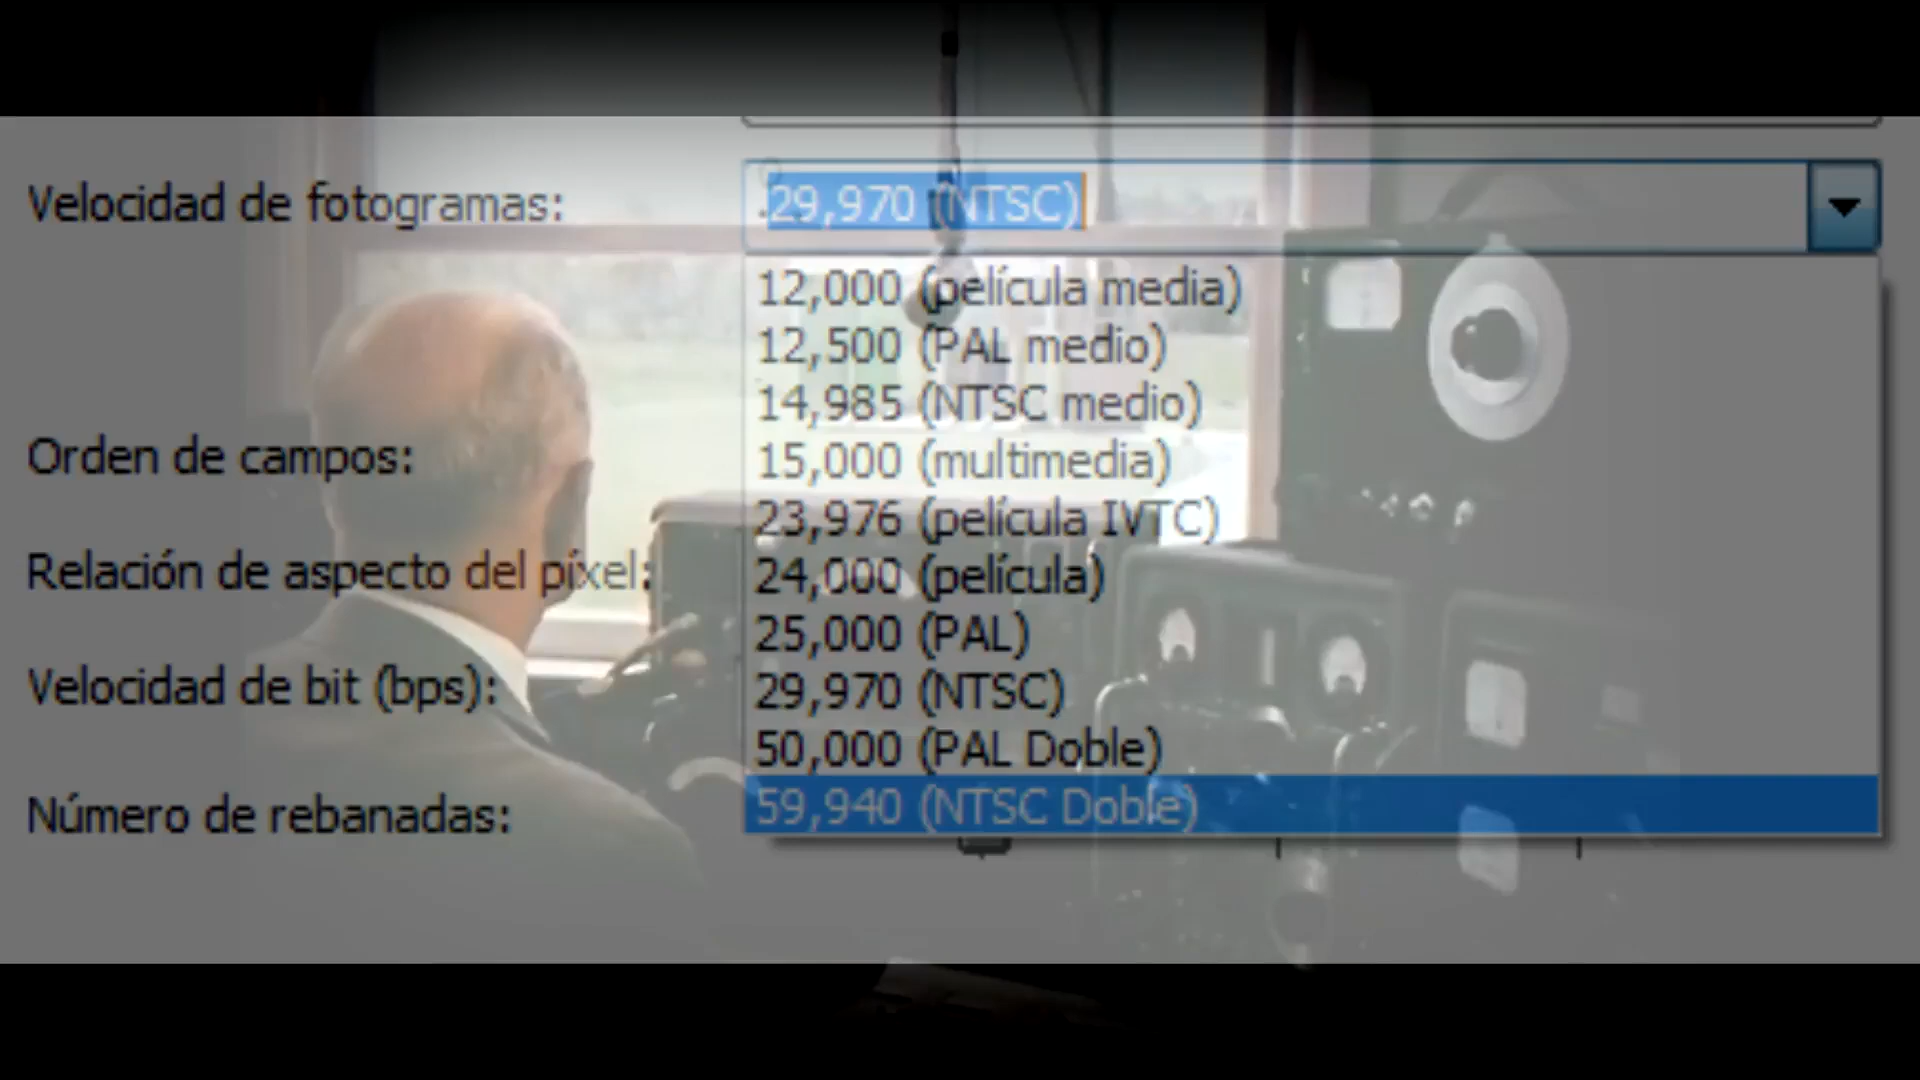 Velocidad de fotogramas:
29,970 (NTSC)
12,000 (película media)
12,500 (PAL medio)
14,985 (NTSC medio)
15,000 (multimedia)
23,976 (película IVTC)
24,000 (película)
25,000 (PAL)
29,970 (NTSC)
50,000 (PAL Doble)
59,940 (NTSC Doble)
Orden de campos:
Relación de aspecto del píxel:
Velocidad de bit (bps):
Número de rebanadas: